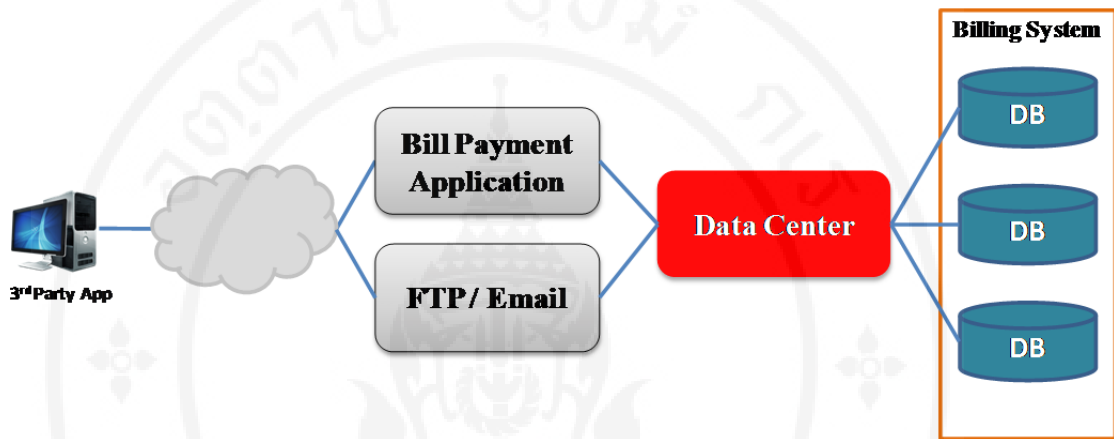 Billing System
DB
Bill Payment
Application
Data Center
DB
3rd Party App
FTP / Email
DB